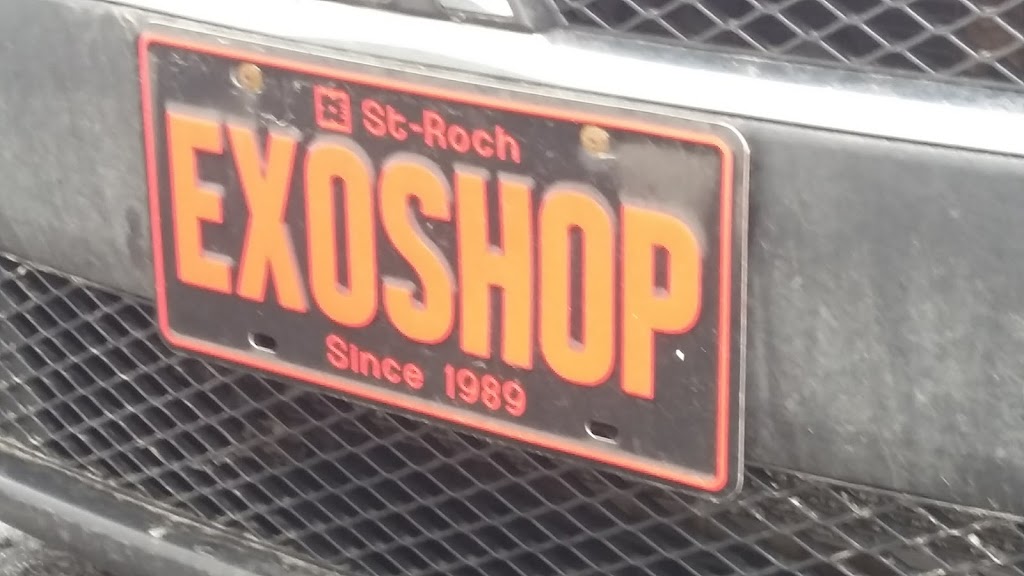 St-Roch
EXOSHOP
Since 1989